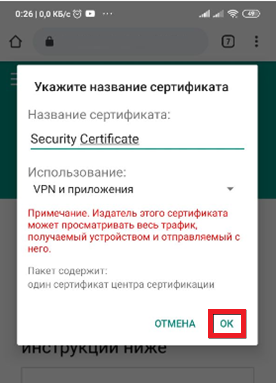 0:26 | 0,0 КБ/с
49
7
Укажите название сертификата
Название сертификата:
Security Certificate
Использование:
VPN и приложения
Примечание. Издатель этого сертификата
может просматривать весь трафик,
получаемый устройством и отправляемый с
него.
Пакет содержит:
один сертификат центра сертификации
ОТМЕНА
ОК
инструкции ниже